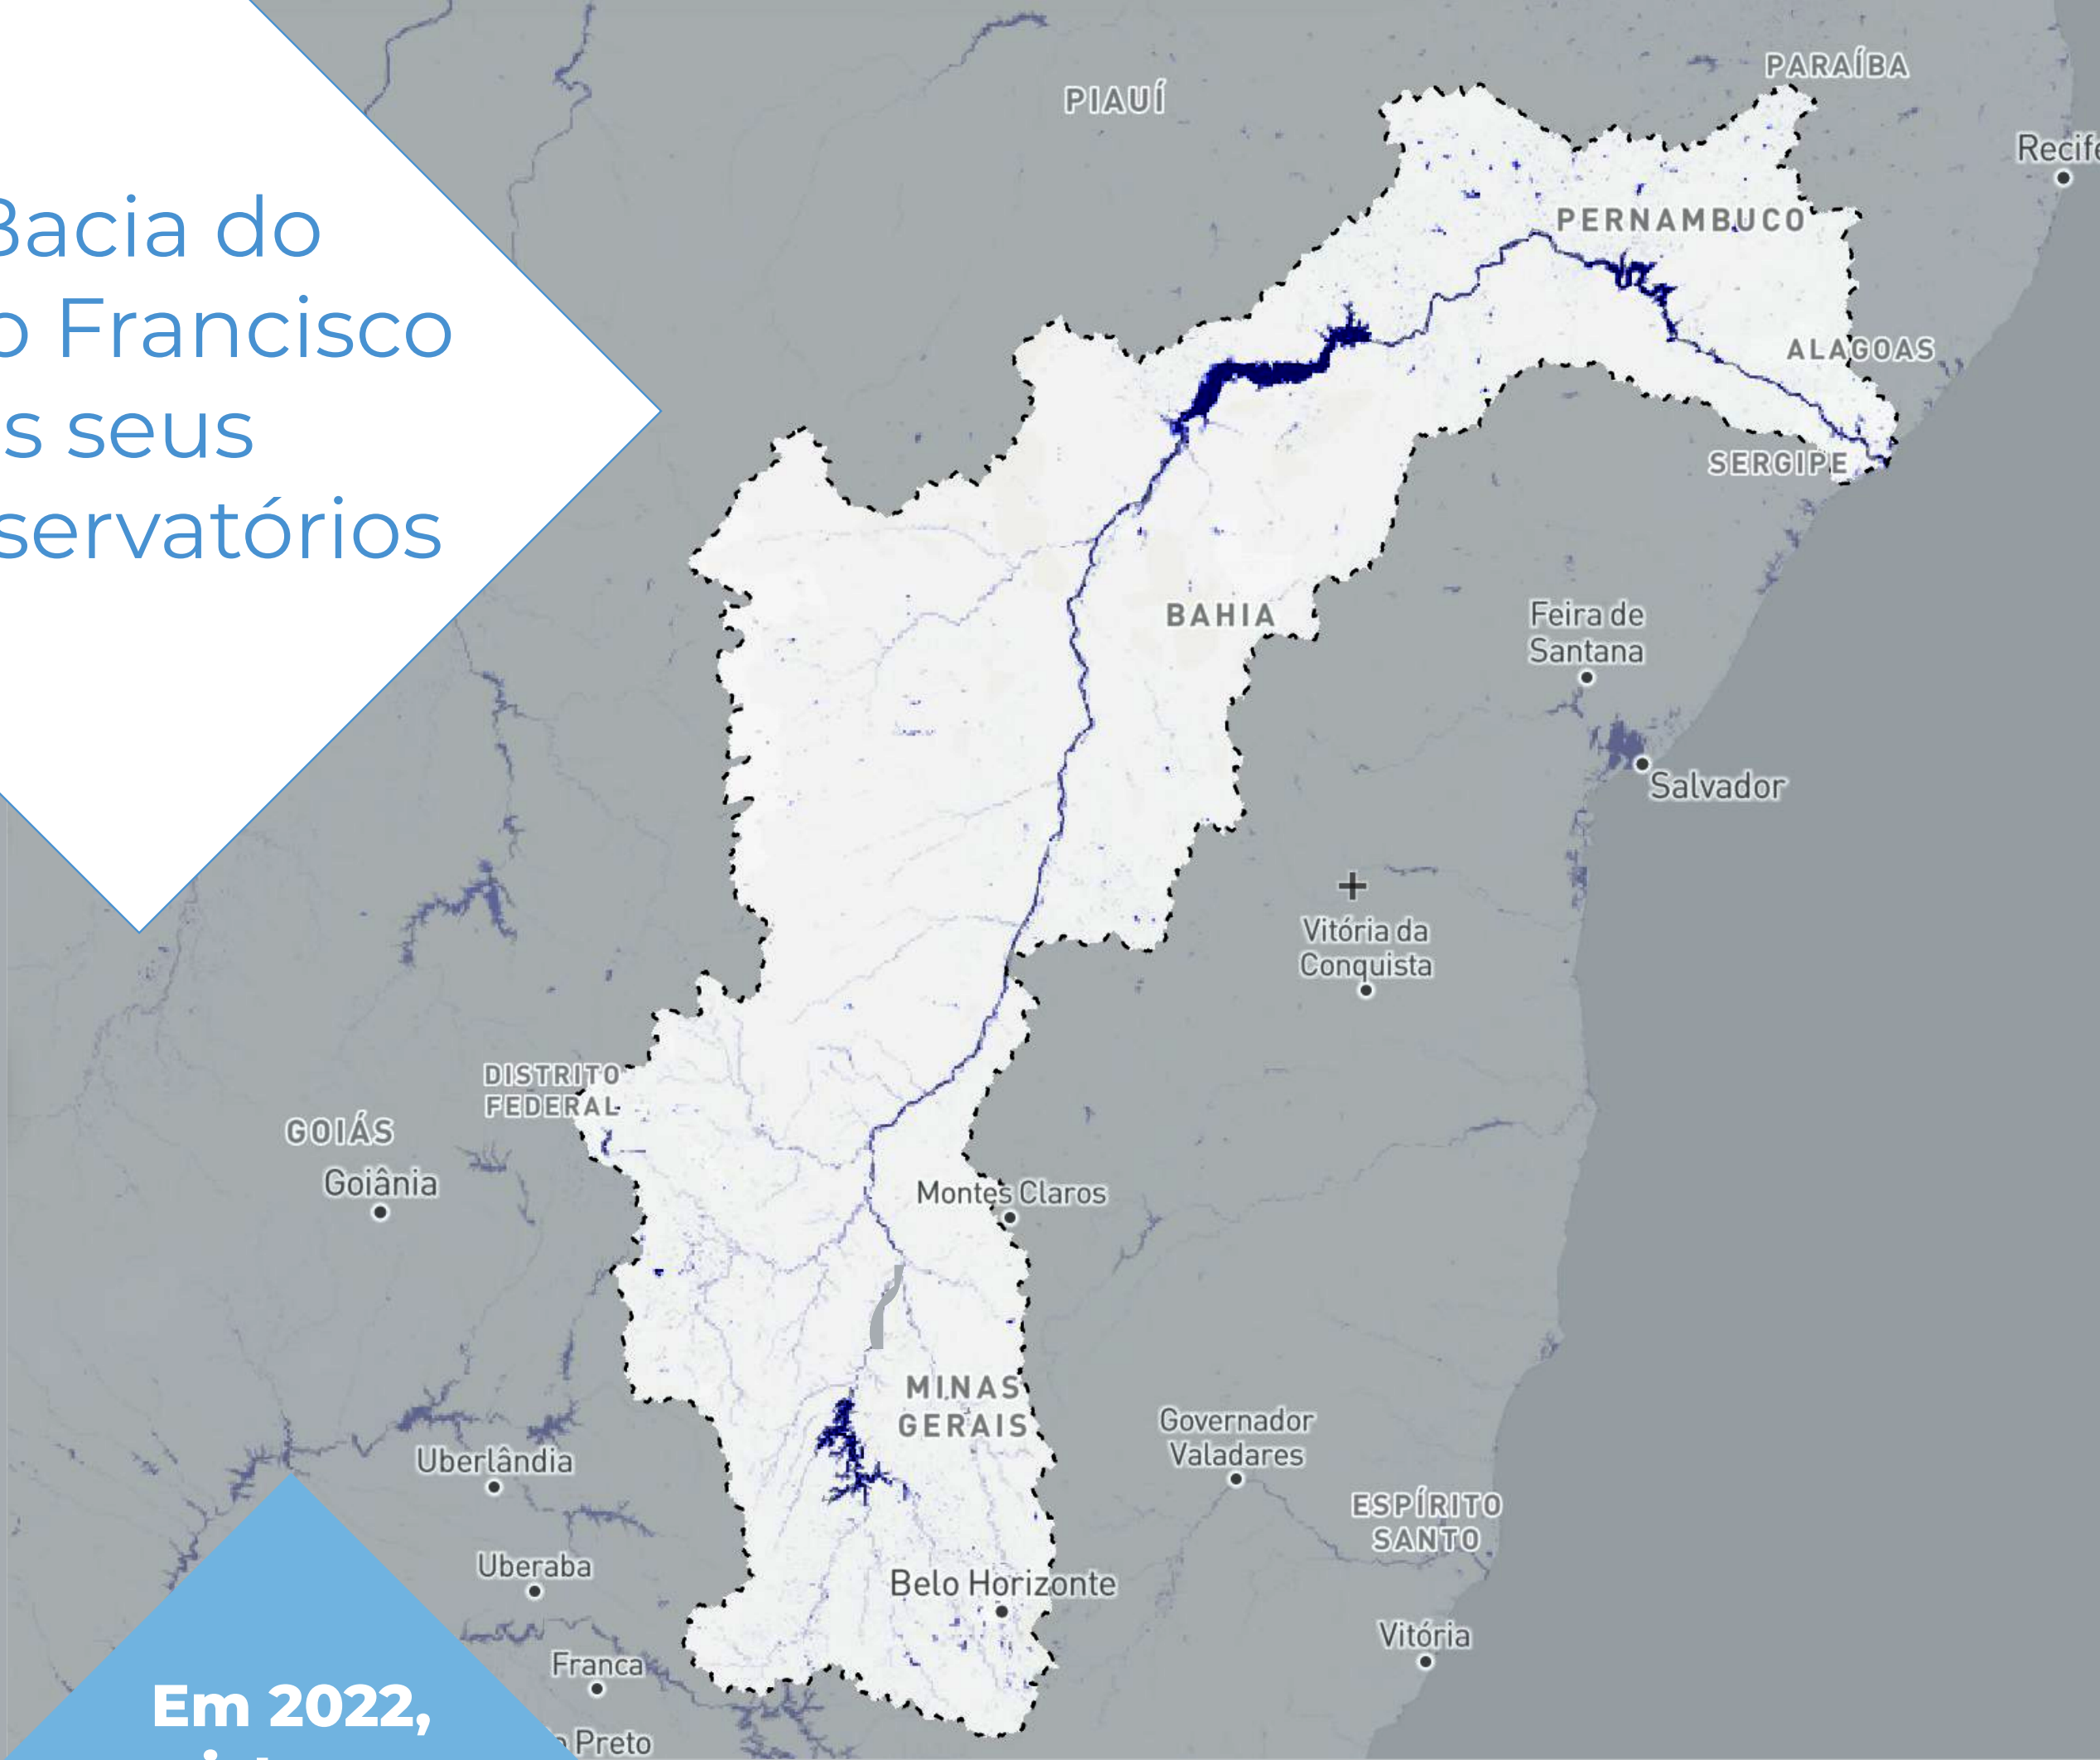 Bacia do
o Francisco
s seus
servatórios
PIAUÍ
PARAÍBA
Recife
PERNAMBUCO
ALAGOAS
SERGIPE
BAHIA
Feira de
Santana
Salvador
Vitória da
Conquista
DISTRITO
FEDERAL
GOIÁS
Goiânia
Montes Claros
MINAS
GERAIS
Governador
Valadares
Uberlândia
ESPÍRITO
SANTO
Uberaba
Belo Horizonte
Vitória
Franca
Preto
Em 2022,